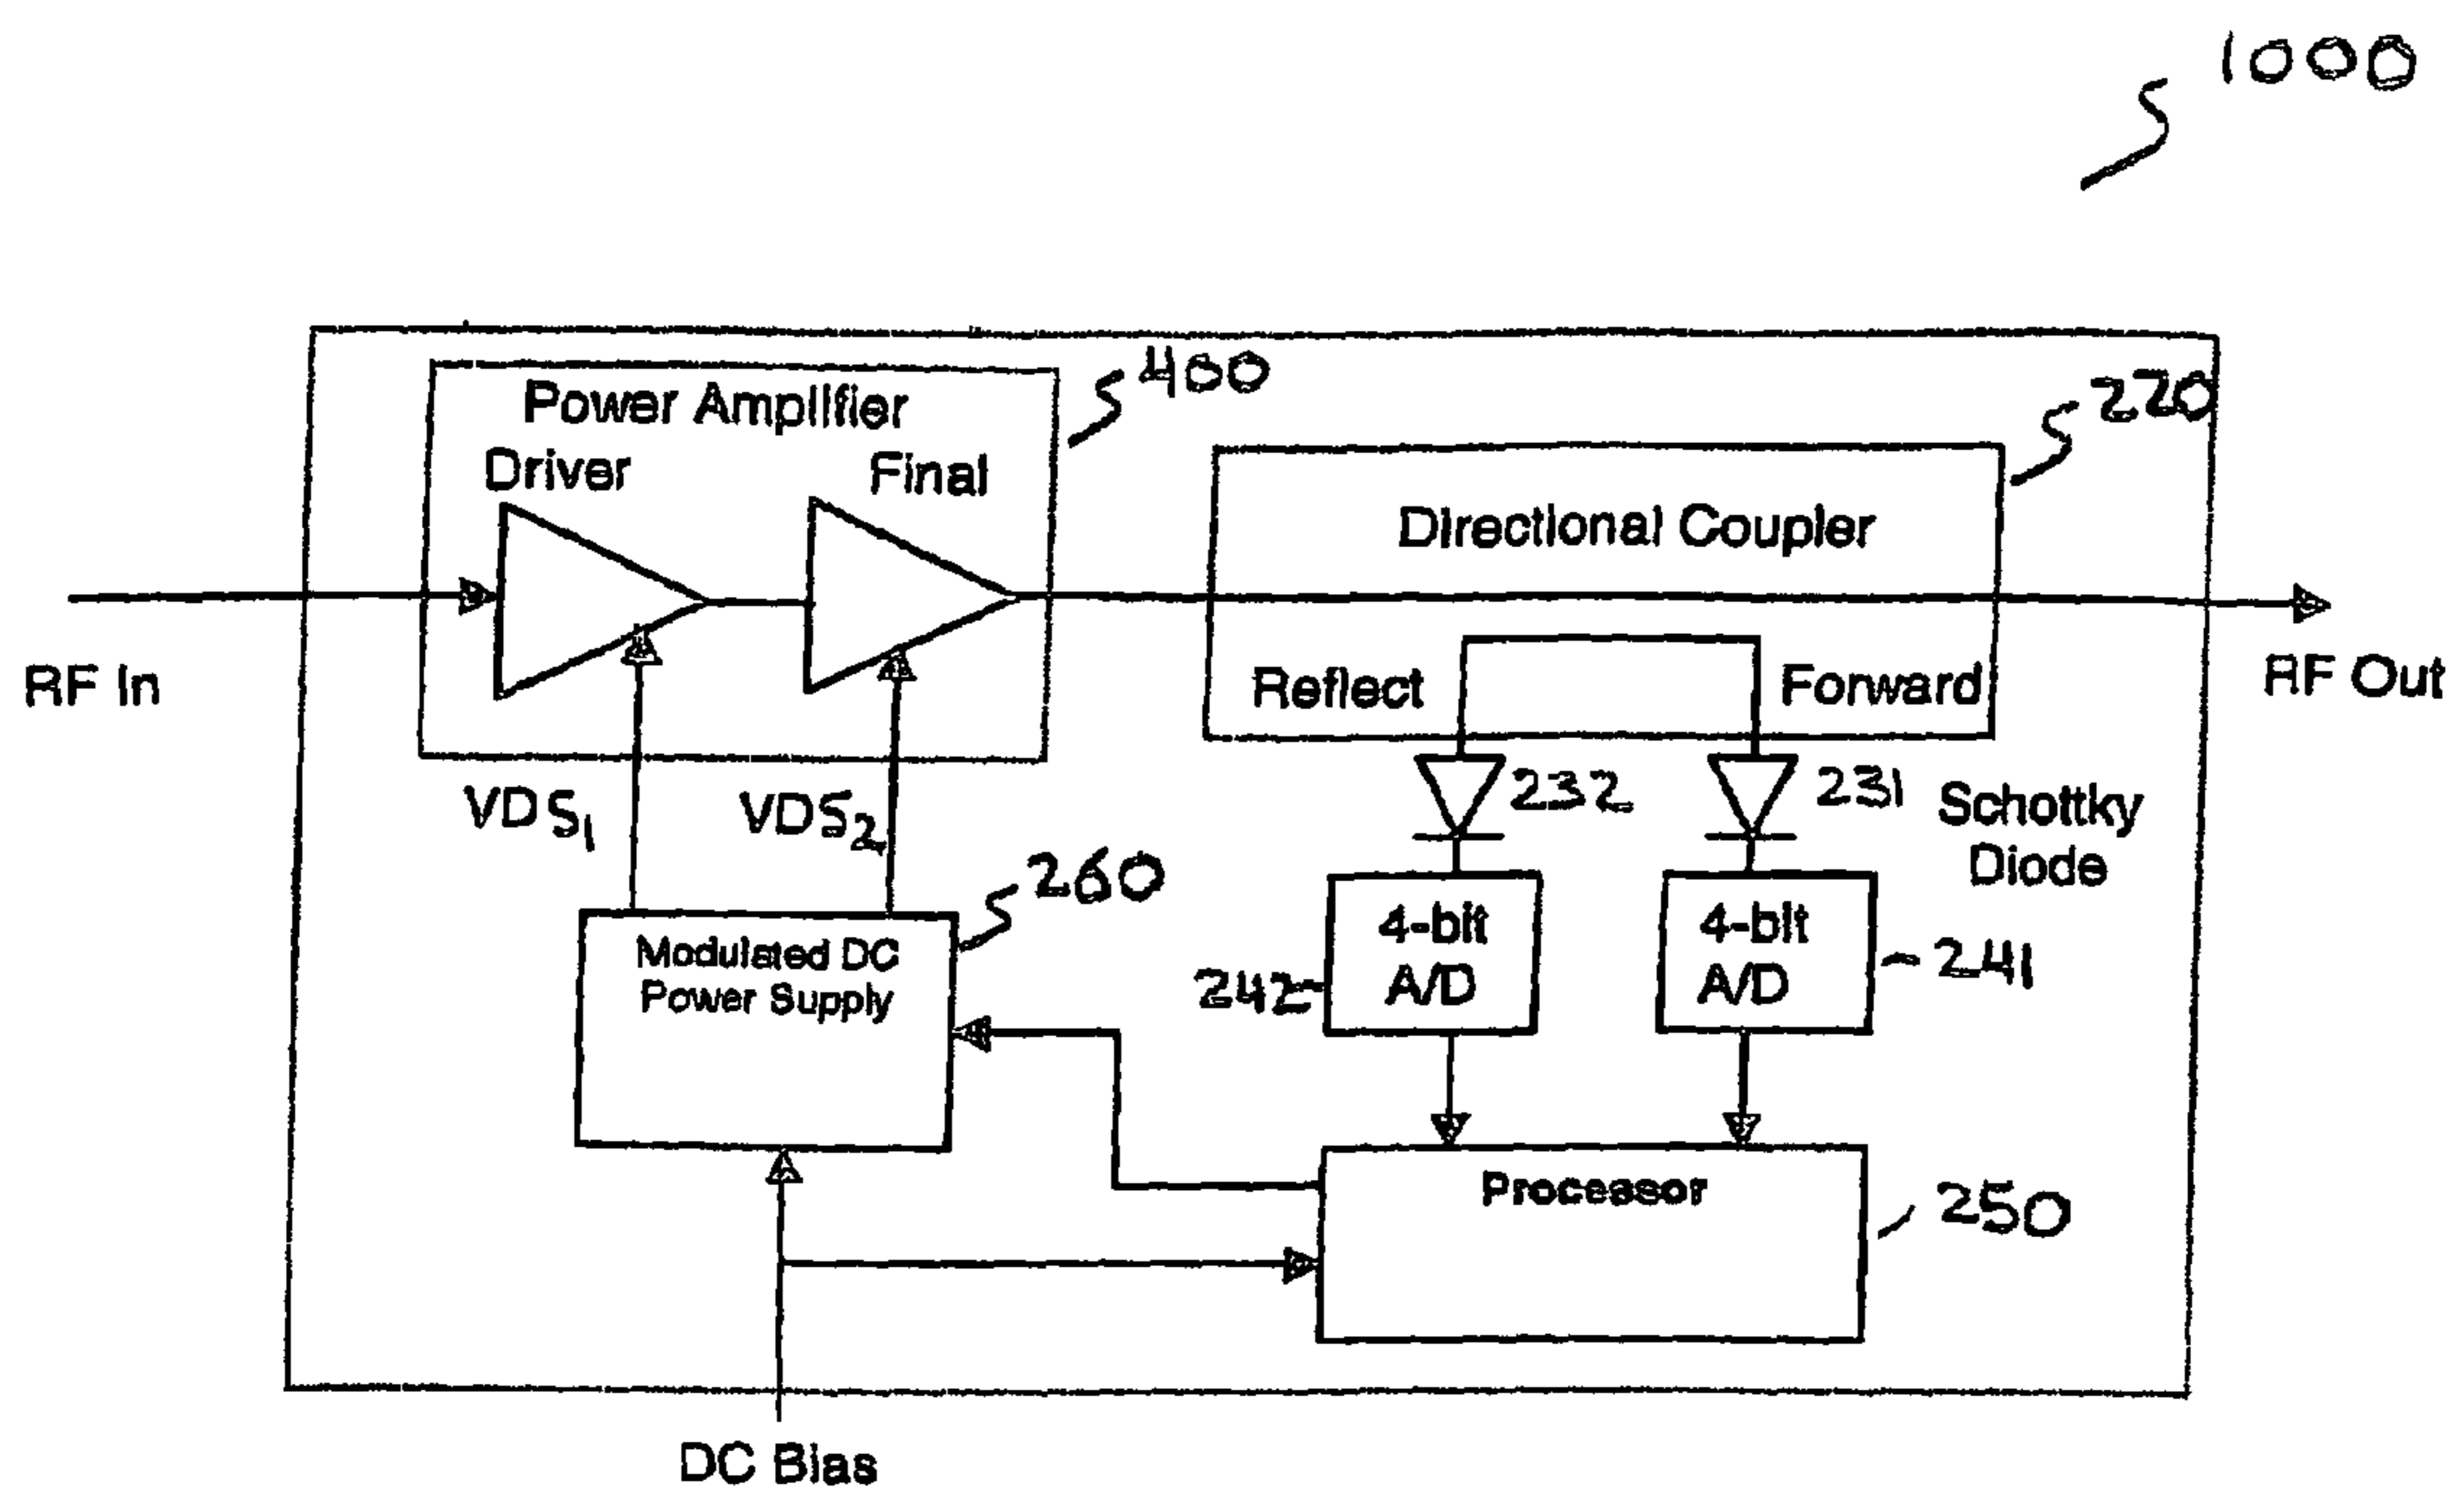 1000
400
220
Power Amplifier
Driver
Final
Directional Coupler
RF In
Reflect
Forward
RF Out
VDS1
VDS2
232
231
Schottky
Diode
260
4-bit
A/D
4-bit
A/D
242
241
Modulated DC
Power Supply
Processor
250
DC Bias